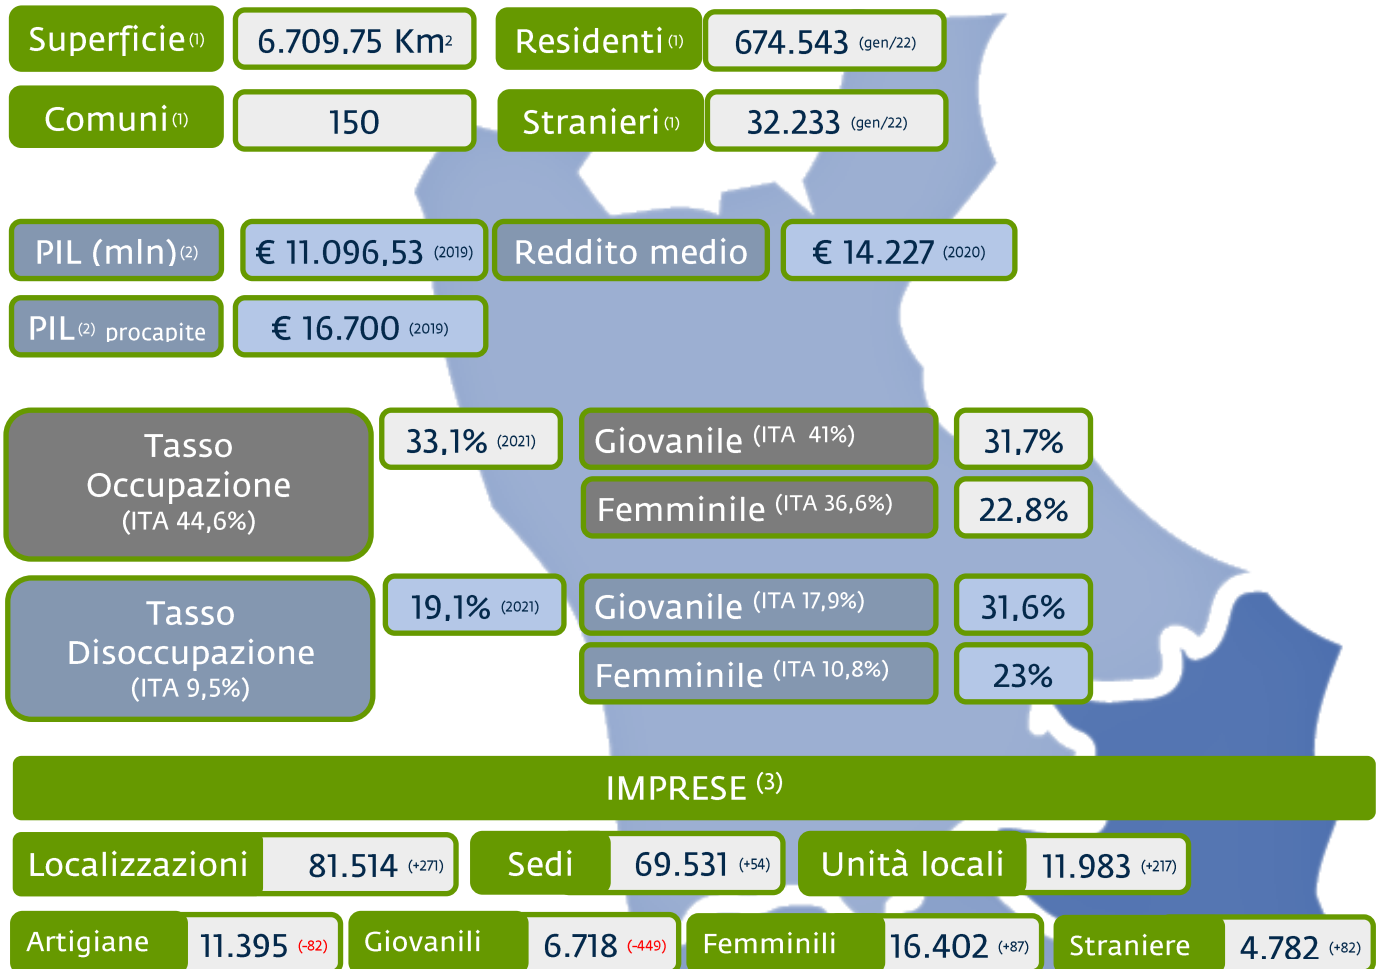 Superficie (1) 6.709,75 Km2 Residenti (1) 674.543 (gen/22)
Comuni (1) 150 Stranieri (1) 32.233 (gen/22)
PIL (mln) (2) € 11.096,53 (2019) Reddito medio € 14.227 (2020)
PIL (2) procapite € 16.700 (2019)
Tasso
Occupazione
(ITA 44,6%)
33,1% (2021)
Giovanile (ITA 41%) 31,7%
Femminile (ITA 36,6%) 22,8%
Tasso
Disoccupazione
(ITA 9,5%)
19,1% (2021)
Giovanile (ITA 17,9%) 31,6%
Femminile (ITA 10,8%) 23%
IMPRESE (3)
Localizzazioni 81.514 (+271) Sedi 69.531 (+54) Unità locali 11.983 (+217)
Artigiane 11.395 (-82) Giovanili 6.718 (-449) Femminili 16.402 (+87) Straniere 4.782 (+82)